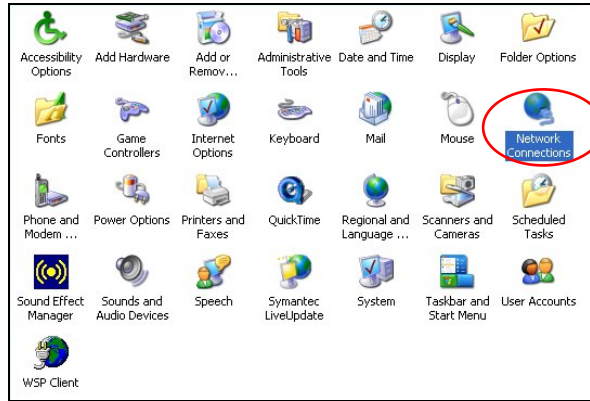 Accessibility Options
Add Hardware
Add or Remov...
Administrative Tools
Date and Time
Display
Folder Options
Fonts
Game Controllers
Internet Options
Keyboard
Mail
Mouse
Network Connections
Phone and Modem ...
Power Options
Printers and Faxes
QuickTime
Regional and Language ...
Scanners and Cameras
Scheduled Tasks
Sound Effect Manager
Sounds and Audio Devices
Speech
Symantec LiveUpdate
System
Taskbar and Start Menu
User Accounts
WSP Client